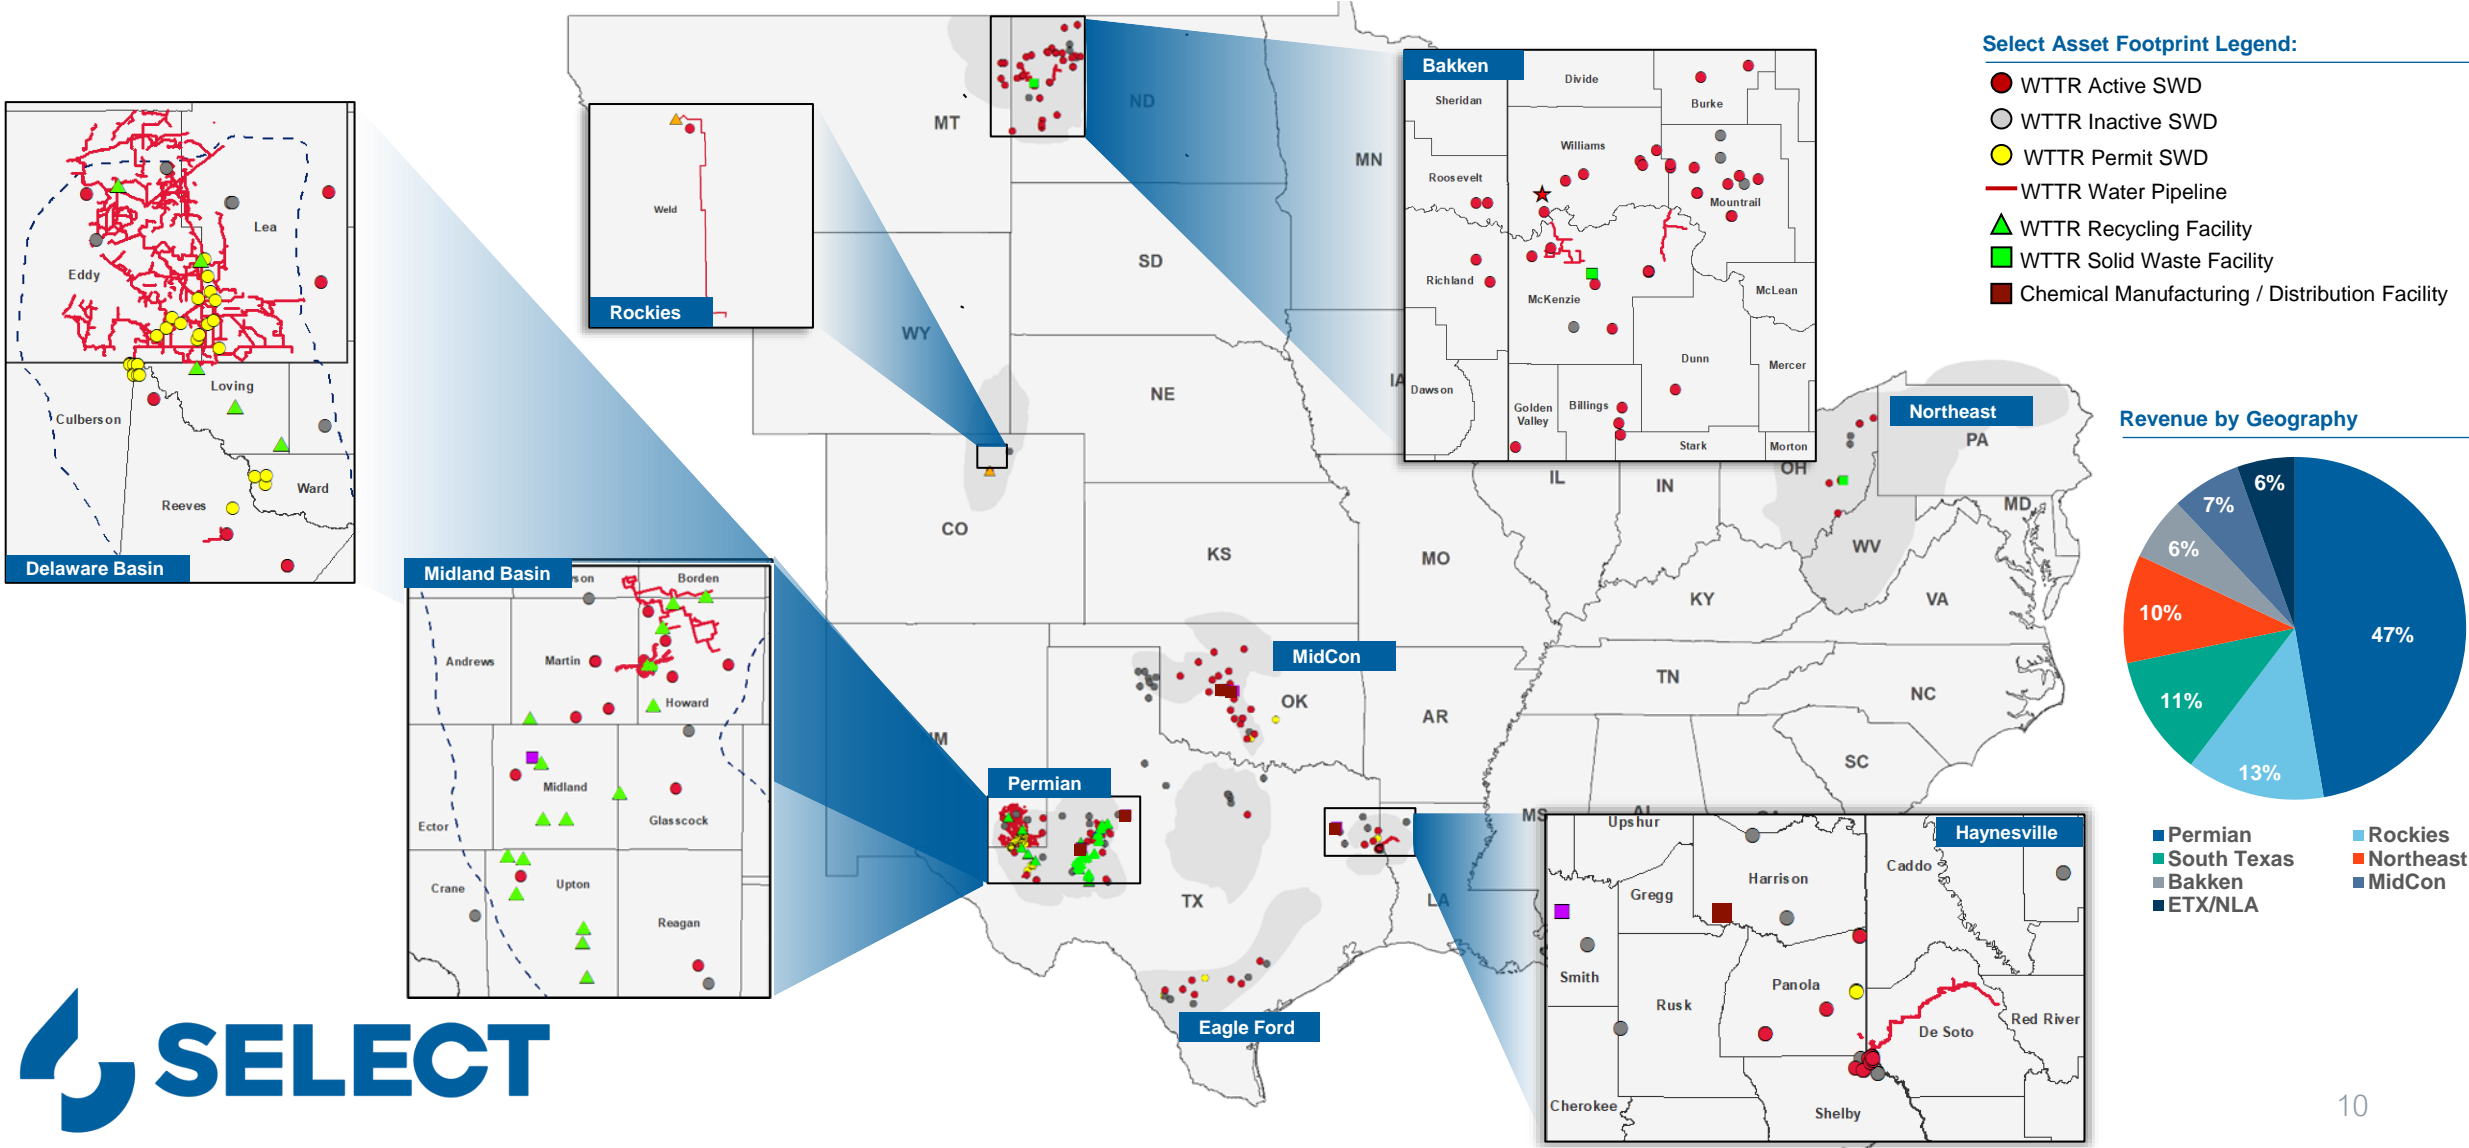 Select Asset Footprint Legend:
WTTR Active SWD
WTTR Inactive SWD
WTTR Permit SWD
WTTR Water Pipeline
WTTR Recycling Facility
WTTR Solid Waste Facility
Chemical Manufacturing / Distribution Facility
Revenue by Geography
6%
7%
6%
10%
11%
13%
47%
Permian
Rockies
South Texas
Northeast
Bakken
MidCon
ETX/NLA
Lea
Eddy
Loving
Culberson
Ward
Reeves
Delaware Basin
Weld
Rockies
Bakken
Divide
Sheridan
Burke
Williams
Roosevelt
Mountrail
Richland
McKenzie
McLean
Dunn
Mercer
Dawson
Golden
Valley
Billings
Stark
Morton
Midland Basin
Borden
Andrews
Martin
Howard
Midland
Ector
Glasscock
Crane
Upton
Reagan
Haynesville
Upshur
Harrison
Caddo
Gregg
Smith
Panola
Rusk
De Soto
Red River
Cherokee
Shelby
MT
ND
MN
SD
WY
NE
IL
IN
OH
Northeast
PA
MD
CO
KS
MO
WV
KY
VA
MidCon
OK
TN
NC
AR
SC
Permian
MS
TX
LA
Eagle Ford
SELECT
10